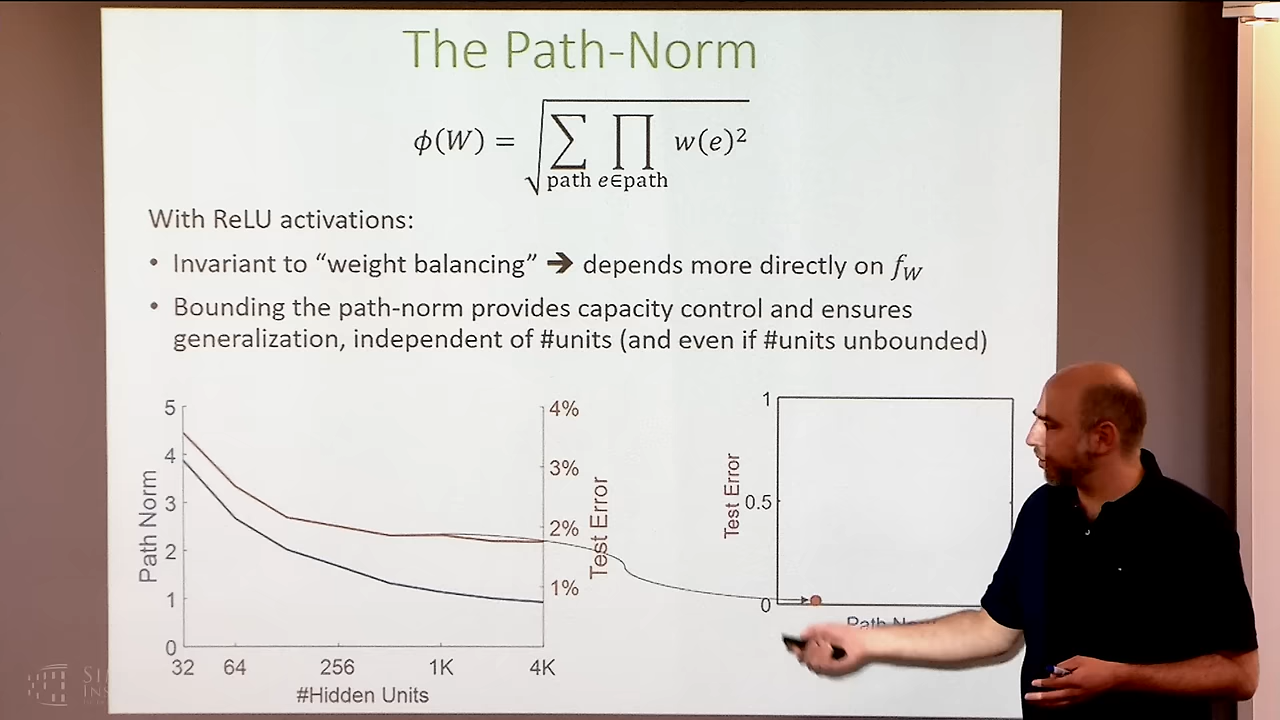 The Path-Norm
ϕ(W) = √ ∑ ∏ w(e)²
path e∈path
With ReLU activations:
• Invariant to “weight balancing” ➔ depends more directly on f_W
• Bounding the path-norm provides capacity control and ensures
generalization, independent of #units (and even if #units unbounded)
5
4
3
2
1
0
Path Norm
32 64 256 1K 4K
#Hidden Units
4%
3%
2%
1%
Test Error
1
0.5
0
Test Error
Path